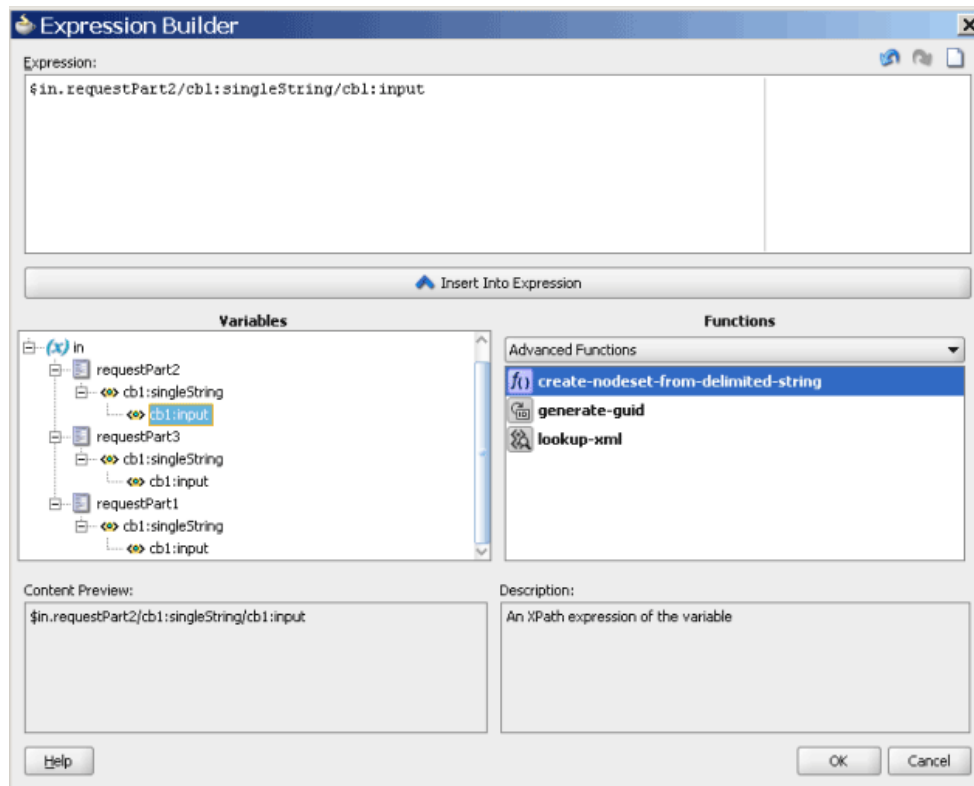 Expression Builder
Expression:
$in.requestPart2/cb1:singleString/cb1:input
Insert Into Expression
Variables
(x) in
requestPart2
cb1:singleString
cb1:input
requestPart3
cb1:singleString
cb1:input
requestPart1
cb1:singleString
cb1:input
Functions
Advanced Functions
f() create-nodeset-from-delimited-string
generate-guid
lookup-xml
Content Preview:
$in.requestPart2/cb1:singleString/cb1:input
Description:
An XPath expression of the variable
Help
OK
Cancel